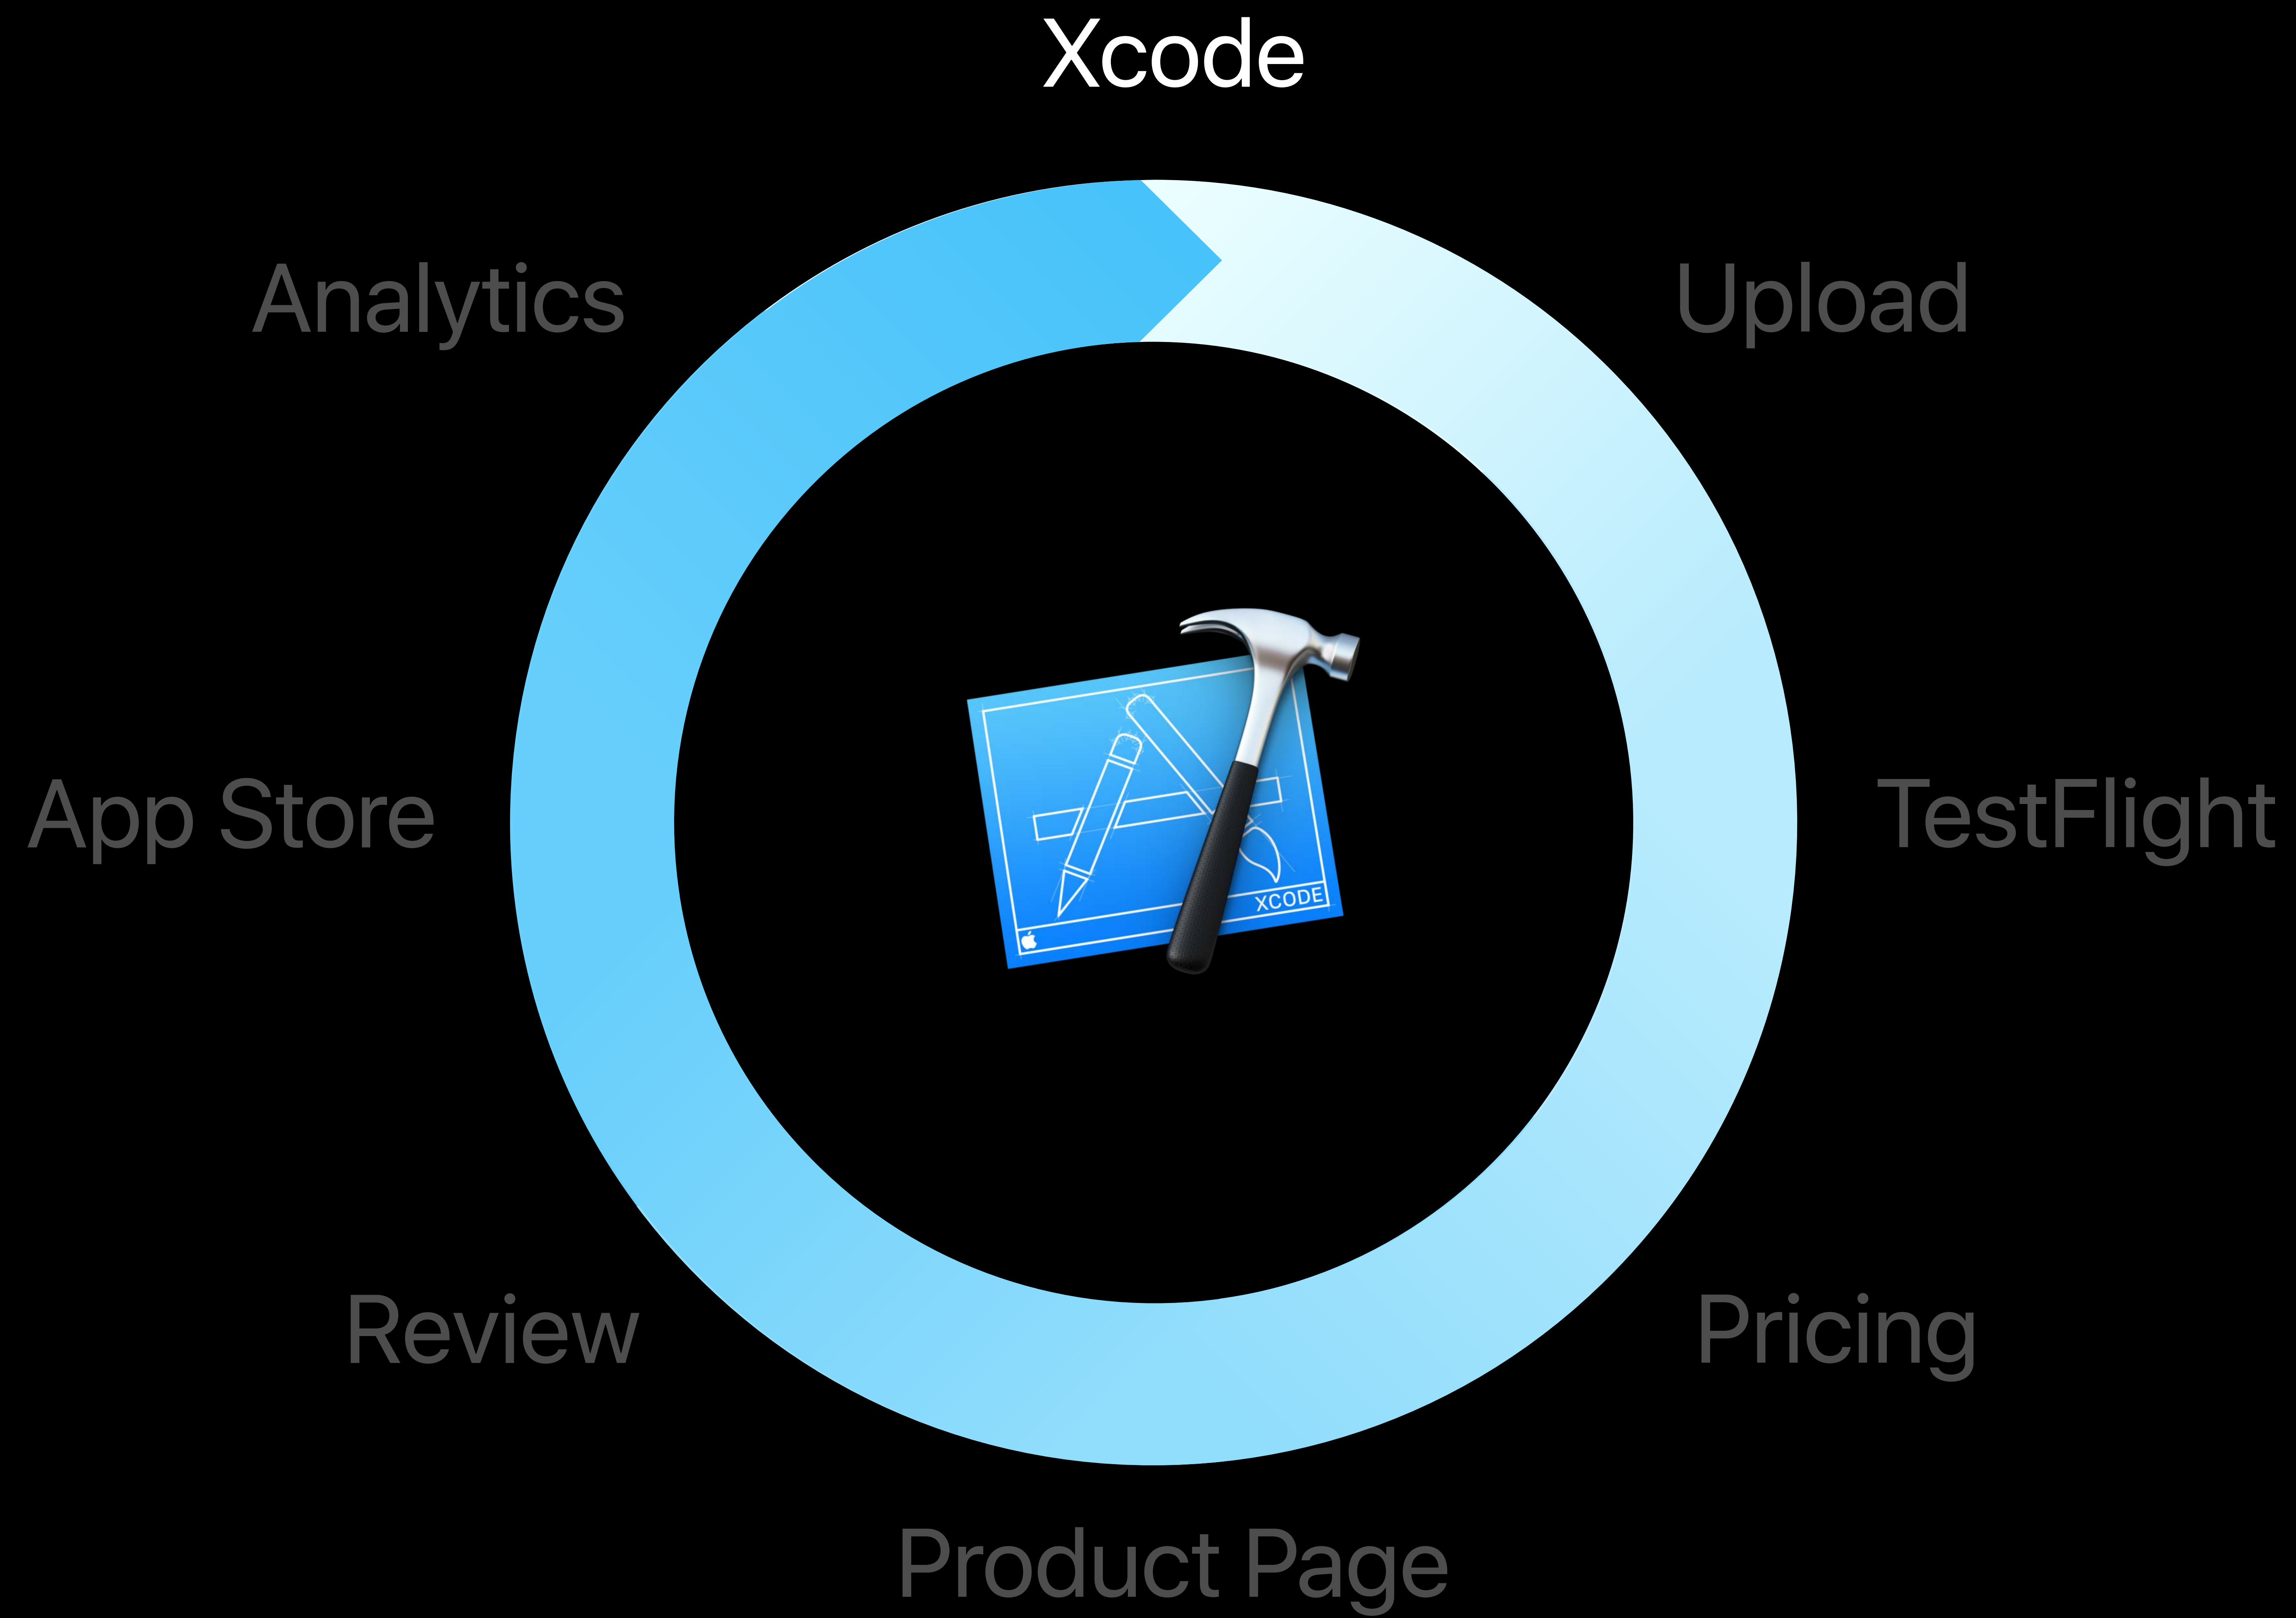 Xcode
Analytics
Upload
App Store
TestFlight
XCODE
Review
Pricing
Product Page